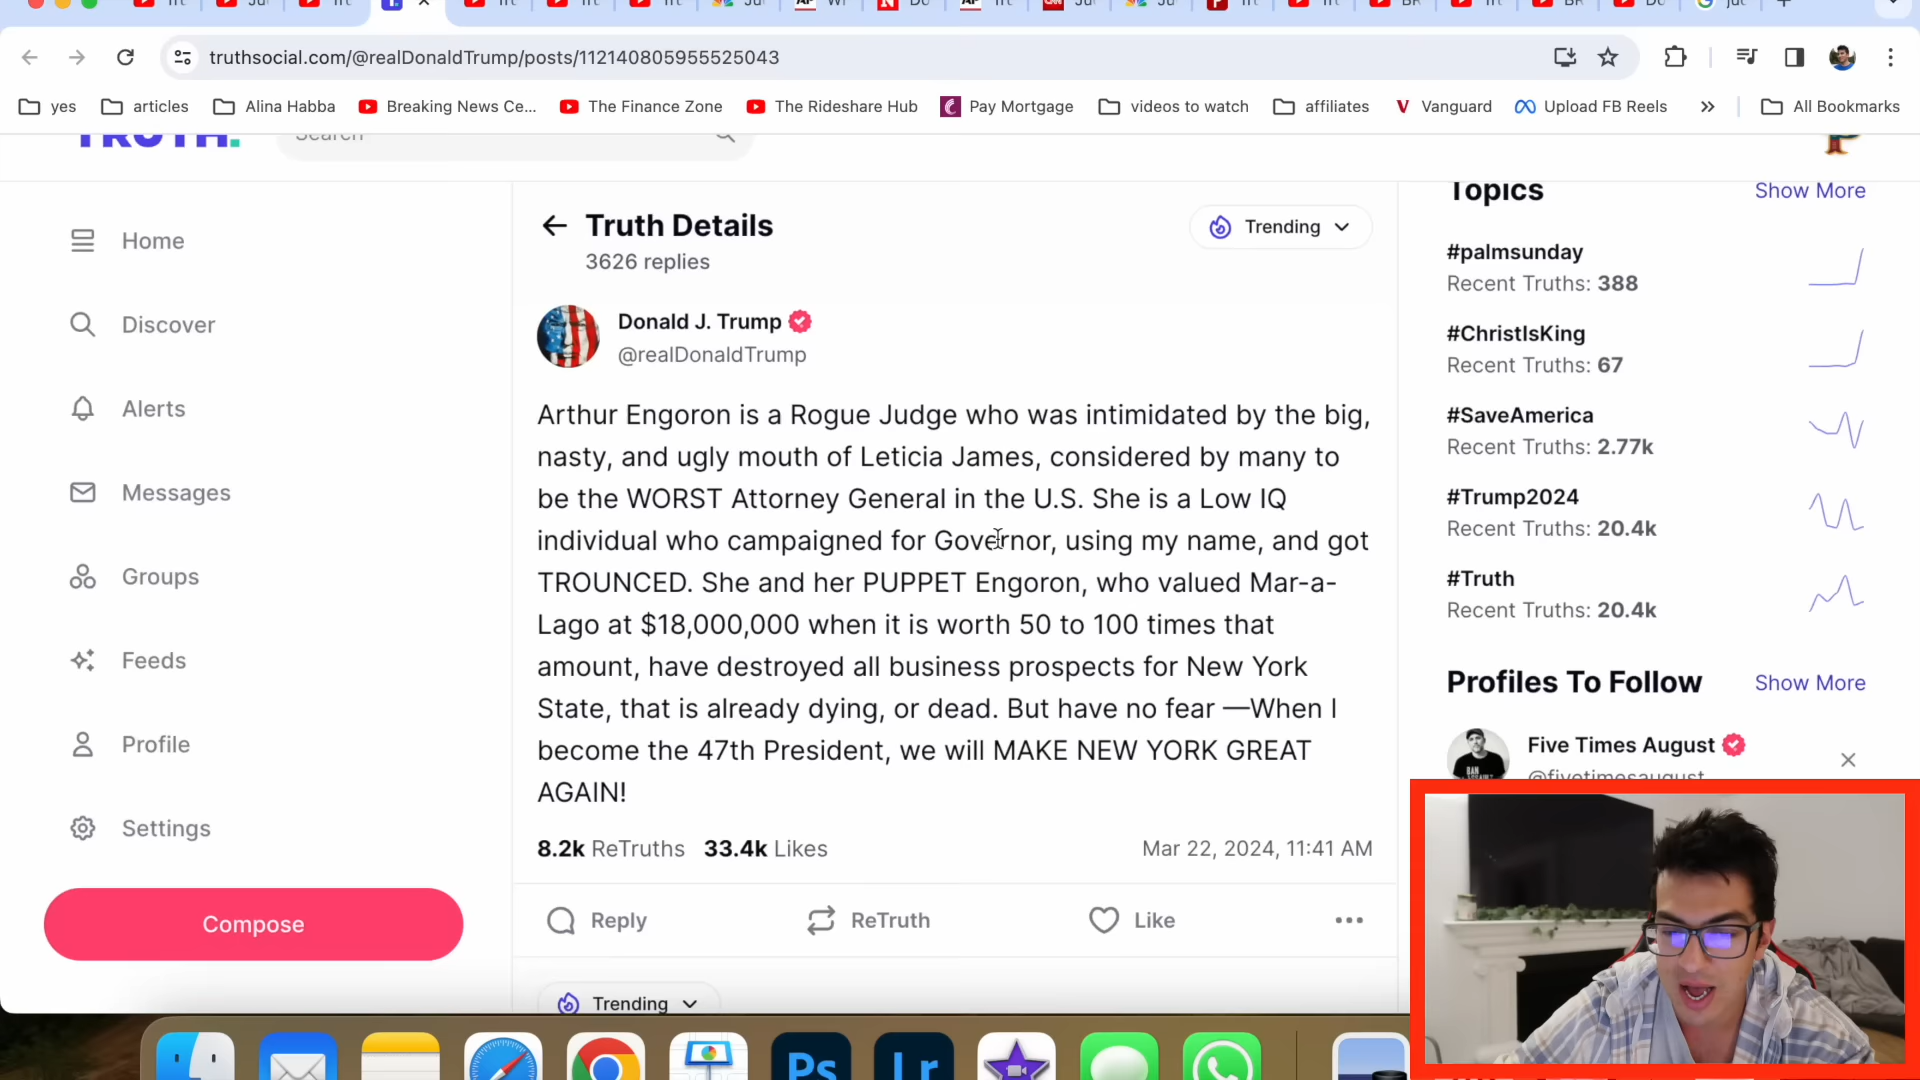 truthsocial.com/@realDonaldTrump/posts/112140805955525043
yes articles Alina Habba Breaking News Ce... The Finance Zone The Rideshare Hub Pay Mortgage videos to watch affiliates Vanguard Upload FB Reels » All Bookmarks
TRUTH.
Search
Home
Discover
Alerts
Messages
Groups
Feeds
Profile
Settings
Compose
Truth Details
3626 replies
Trending
Donald J. Trump
@realDonaldTrump
Arthur Engoron is a Rogue Judge who was intimidated by the big,
nasty, and ugly mouth of Leticia James, considered by many to
be the WORST Attorney General in the U.S. She is a Low IQ
individual who campaigned for Governor, using my name, and got
TROUNCED. She and her PUPPET Engoron, who valued Mar-a-
Lago at $18,000,000 when it is worth 50 to 100 times that
amount, have destroyed all business prospects for New York
State, that is already dying, or dead. But have no fear —When I
become the 47th President, we will MAKE NEW YORK GREAT
AGAIN!
8.2k ReTruths 33.4k Likes Mar 22, 2024, 11:41 AM
Reply ReTruth Like
Trending
Topics Show More
#palmsunday
Recent Truths: 388
#ChristIsKing
Recent Truths: 67
#SaveAmerica
Recent Truths: 2.77k
#Trump2024
Recent Truths: 20.4k
#Truth
Recent Truths: 20.4k
Profiles To Follow Show More
Five Times August
@fivetimesaugust
Ps
Lr